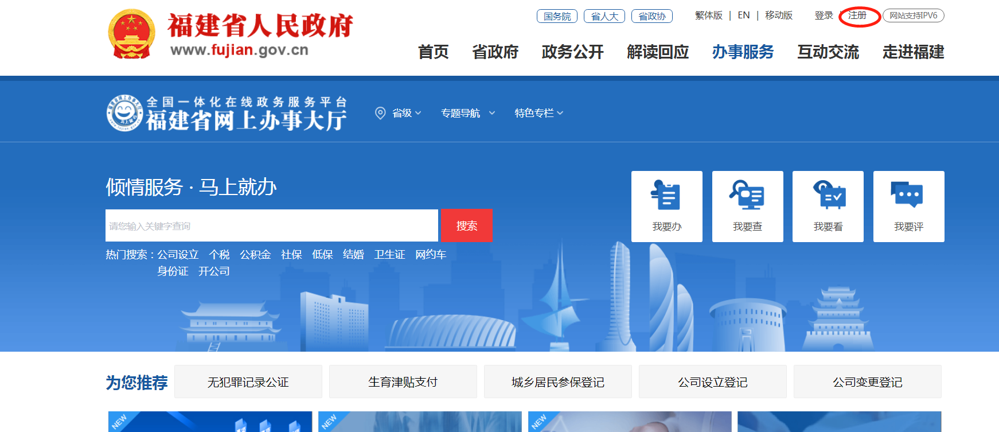 福建省人民政府
www.fujian.gov.cn
国务院 省人大 省政协 繁体版 | EN | 移动版 登录 注册 网站支持IPV6
首页 省政府 政务公开 解读回应 办事服务 互动交流 走进福建
全国一体化在线政务服务平台
福建省网上办事大厅
马上就办
省级 专题导航 特色专栏
倾情服务 · 马上就办
请您输入关键字查询 搜索
我要办 我要查 我要看 我要评
热门搜索：公司设立 个税 公积金 社保 低保 结婚 卫生证 网约车
身份证 开公司
为您推荐 无犯罪记录公证 生育津贴支付 城乡居民参保登记 公司设立登记 公司变更登记
NEW NEW NEW